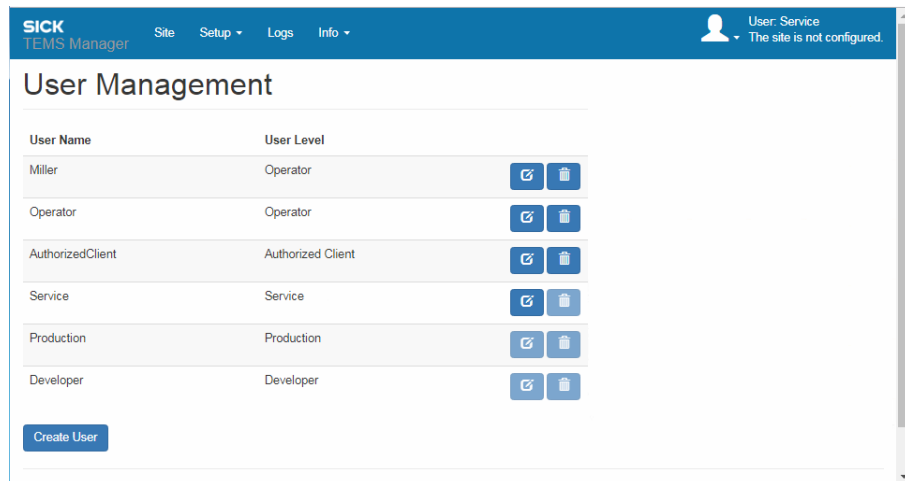 SICK
TEMS Manager
Site
Setup
Logs
Info
User: Service
The site is not configured.
User Management
User Name User Level
Miller Operator
Operator Operator
AuthorizedClient Authorized Client
Service Service
Production Production
Developer Developer
Create User